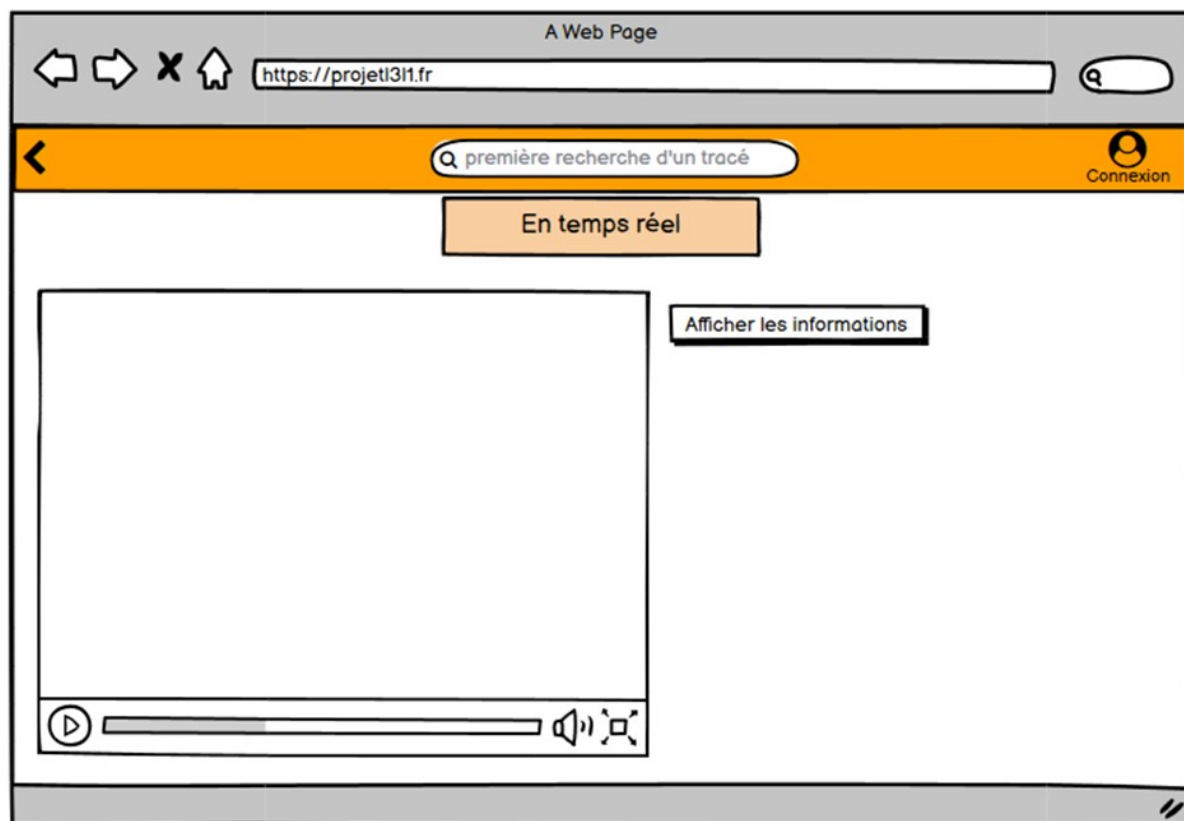 A Web Page
https://projetl3l1.fr
première recherche d'un tracé
Connexion
En temps réel
Afficher les informations